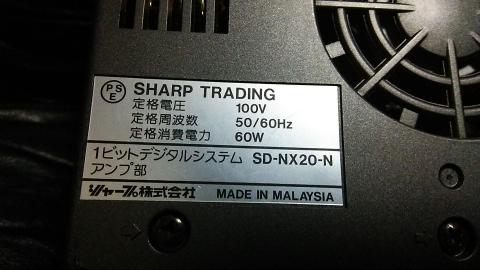 PSE SHARP TRADING
定格電圧 100V
定格周波数 50/60Hz
定格消費電力 60W
1ビットデジタルシステム SD-NX20-N
アンプ部
シャープ株式会社 MADE IN MALAYSIA